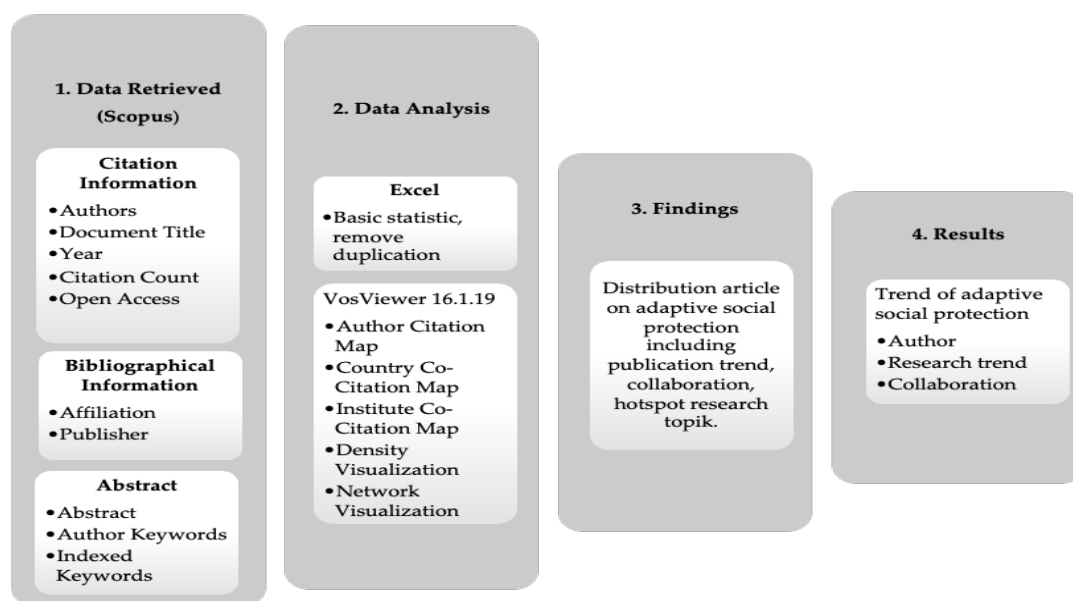 1. Data Retrieved
(Scopus)
Citation
Information
•Authors
•Document Title
•Year
•Citation Count
•Open Access
Bibliographical
Information
•Affiliation
•Publisher
Abstract
•Abstract
•Author Keywords
•Indexed
Keywords
2. Data Analysis
Excel
•Basic statistic,
remove
duplication
VosViewer 16.1.19
•Author Citation
Map
•Country Co-
Citation Map
•Institute Co-
Citation Map
•Density
Visualization
•Network
Visualization
3. Findings
Distribution article
on adaptive social
protection
including
publication trend,
collaboration,
hotspot research
topik.
4. Results
Trend of adaptive
social protection
•Author
•Research trend
•Collaboration